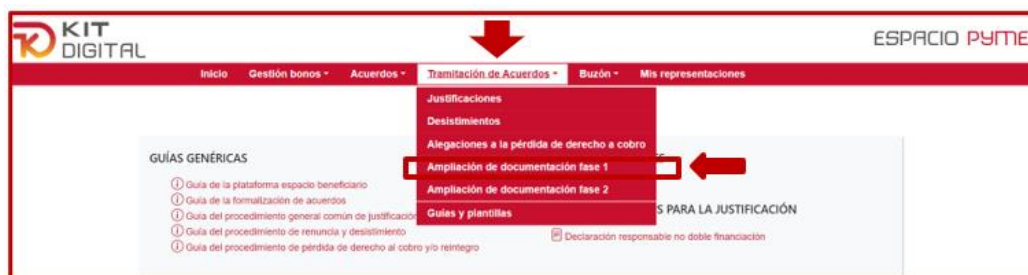 KIT
DIGITAL
ESPACIO PYME
Inicio Gestión bonos Acuerdos Tramitación de Acuerdos Buzón Mis representaciones
Justificaciones
Desistimientos
Alegaciones a la pérdida de derecho a cobro
Ampliación de documentación fase 1
Ampliación de documentación fase 2
Guías y plantillas
GUÍAS GENÉRICAS
Guía de la plataforma espacio beneficiario
Guía de la formalización de acuerdos
Guía del procedimiento general común de justificación
Guía del procedimiento de renuncia y desistimiento
Guía del procedimiento de pérdida de derecho al cobro y/o reintegro
PARA LA JUSTIFICACIÓN
Declaración responsable no doble financiación